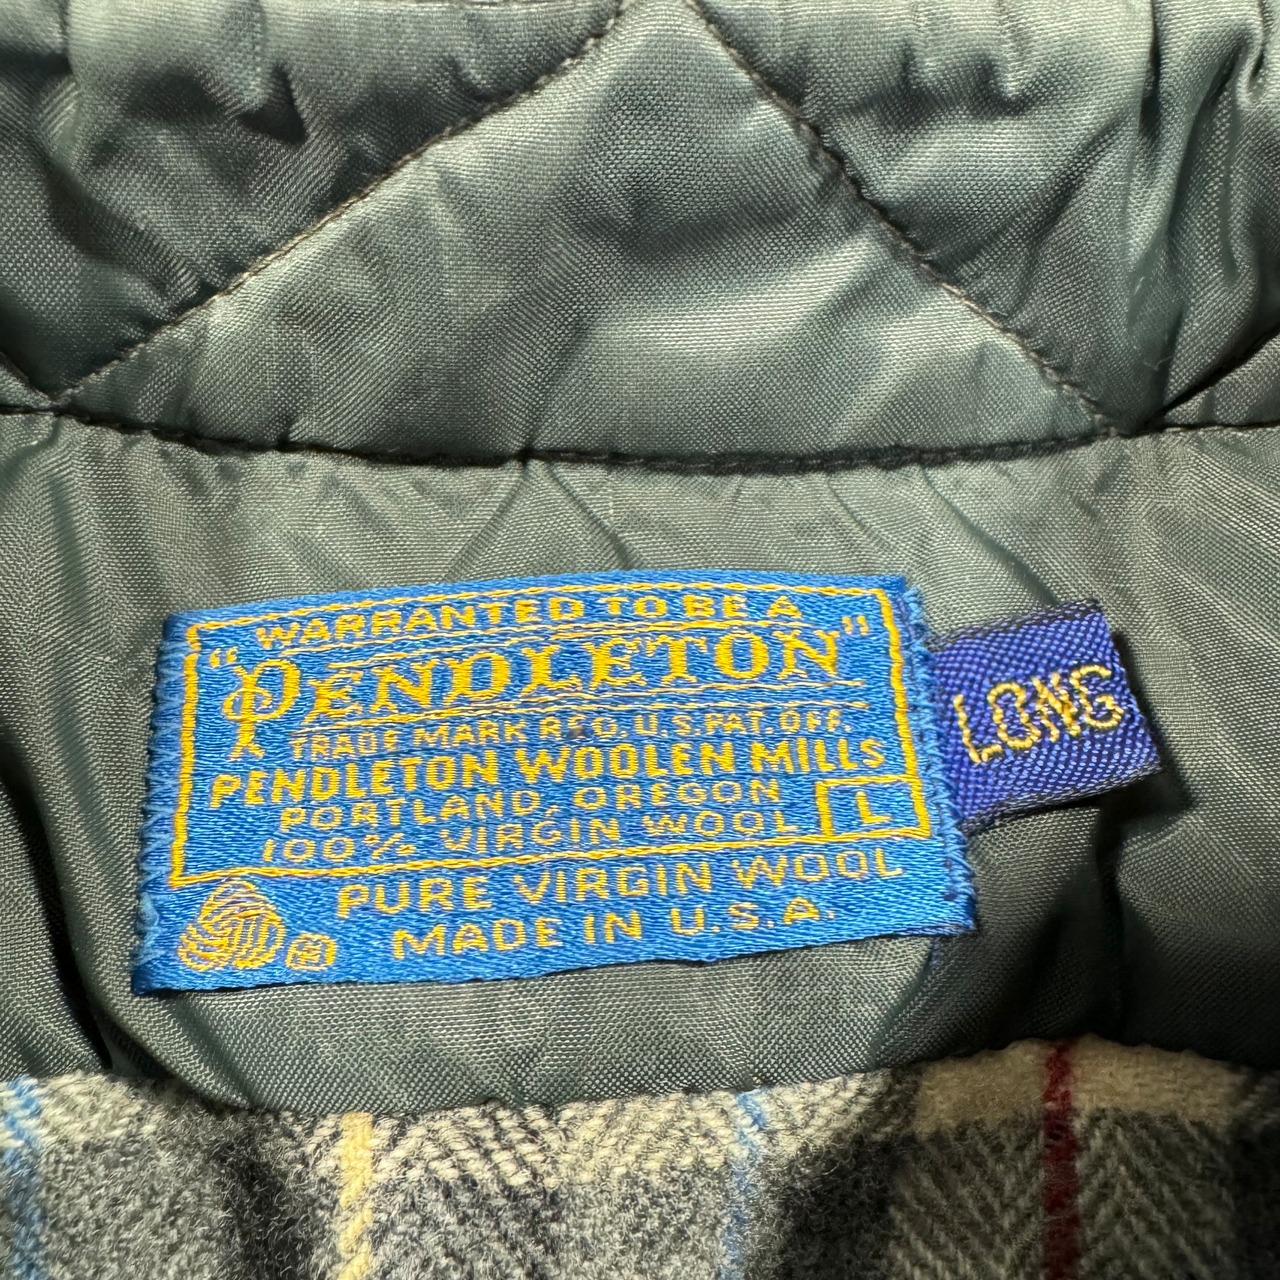 WARRANTED TO BE A
"PENDLETON"
TRADE MARK REG. U.S. PAT. OFF.
PENDLETON WOOLEN MILLS
PORTLAND, OREGON
100% VIRGIN WOOL L
PURE VIRGIN WOOL
® MADE IN U.S.A.
LONG